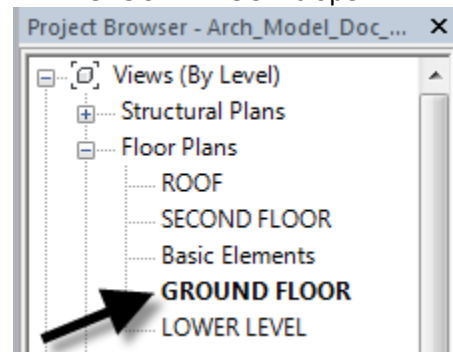 Project Browser - Arch_Model_Doc_...
Views (By Level)
Structural Plans
Floor Plans
ROOF
SECOND FLOOR
Basic Elements
GROUND FLOOR
LOWER LEVEL